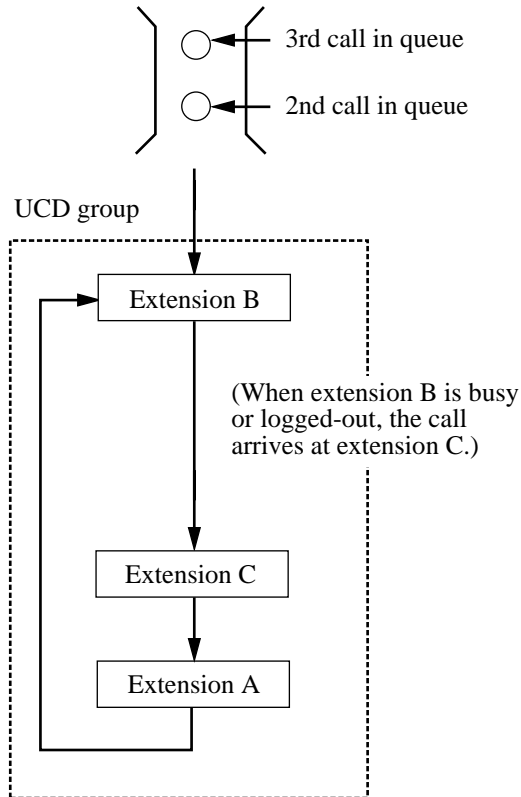 3rd call in queue
2nd call in queue
UCD group
Extension B
(When extension B is busy
or logged-out, the call
arrives at extension C.)
Extension C
Extension A